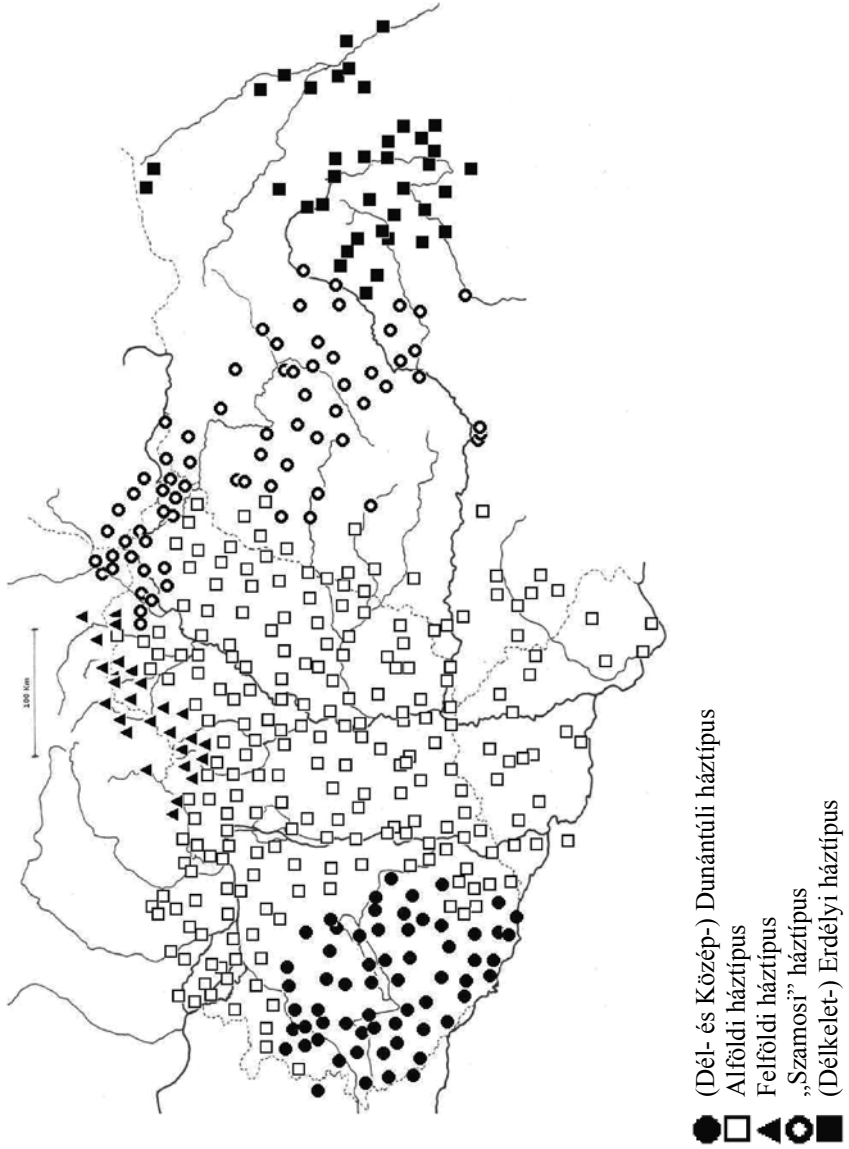 100 Km
(Dél- és Közép-) Dunántúli háztípus
Alföldi háztípus
Felföldi háztípus
„Szamosi” háztípus
(Délkelet-) Erdélyi háztípus